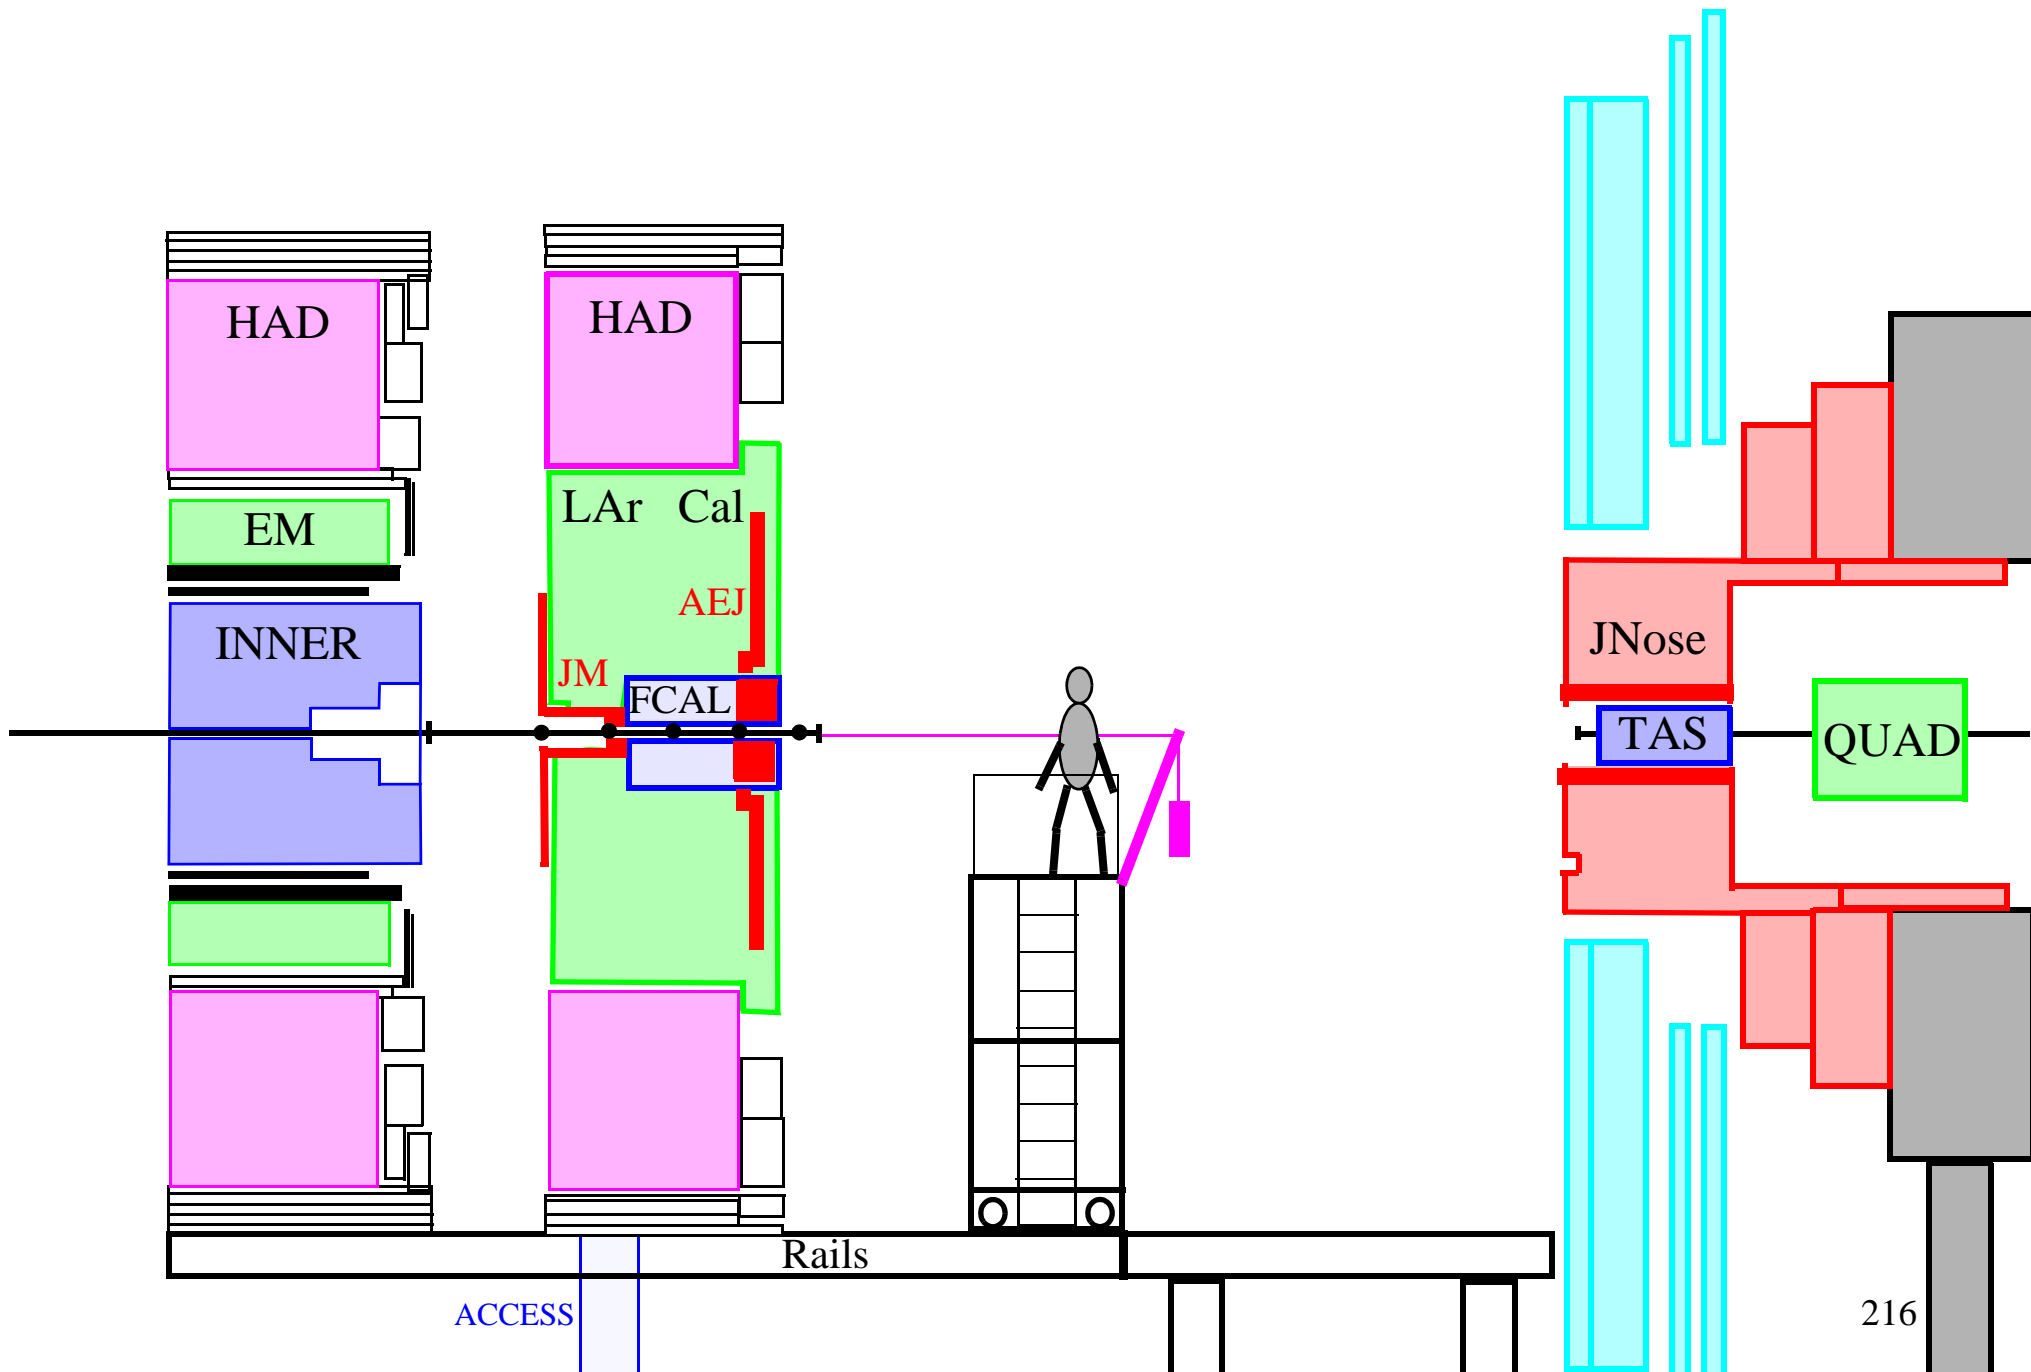 HAD
HAD
LAr Cal
EM
AEJ
INNER
JNose
JM
FCAL
TAS
QUAD
Rails
ACCESS
216